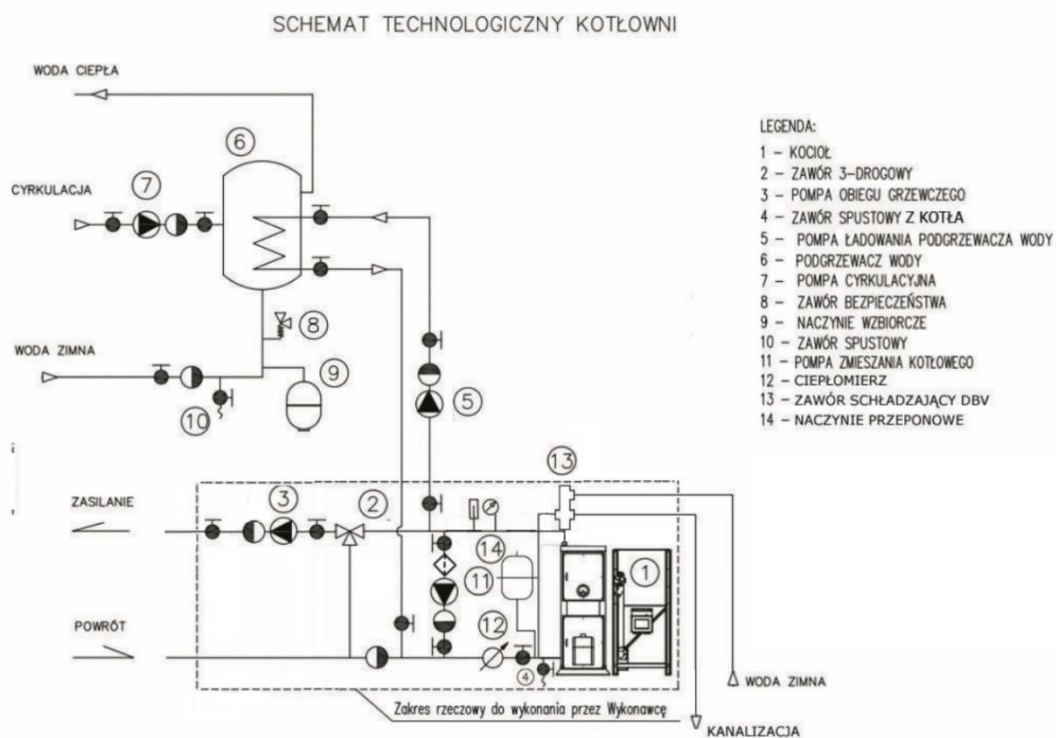 SCHEMAT TECHNOLOGICZNY KOTŁOWNI
WODA CIEPŁA
6
7
CYRKULACJA
8
WODA ZIMNA
9
10
5
LEGENDA:
1 – KOCIOŁ
2 – ZAWÓR 3-DROGOWY
3 – POMPA OBIEGU GRZEWCZEGO
4 – ZAWÓR SPUSTOWY Z KOTŁA
5 – POMPA ŁADOWANIA PODGRZEWACZA WODY
6 – PODGRZEWACZ WODY
7 – POMPA CYRKULACYJNA
8 – ZAWÓR BEZPIECZEŃSTWA
9 – NACZYNIE WZBIORCZE
10 – ZAWÓR SPUSTOWY
11 – POMPA ZMIESZANIA KOTŁOWEGO
12 – CIEPŁOMIERZ
13 – ZAWÓR SCHŁADZAJĄCY DBV
14 – NACZYNIE PRZEPONOWE
13
ZASILANIE
3
2
14
11
1
12
POWRÓT
4
WODA ZIMNA
Zakres rzeczowy do wykonania przez Wykonawcę
KANALIZACJA